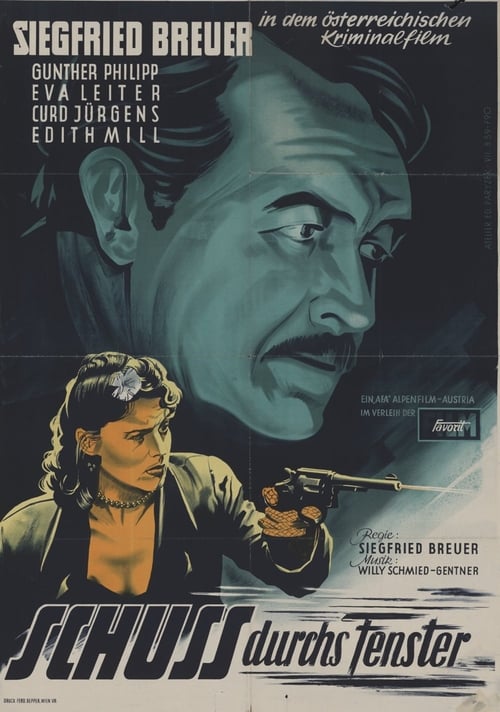 SIEGFRIED BREUER
in dem österreichischen
Kriminalfilm
GUNTHER PHILIPP
EVA LEITER
CURD JÜRGENS
EDITH MILL
EIN „AFA" ALPENFILM-AUSTRIA
IM VERLEIH DER
Favorit
FILM
Regie:
SIEGFRIED BREUER
Musik:
WILLY SCHMIED-GENTNER
SCHUSS durchs Fenster